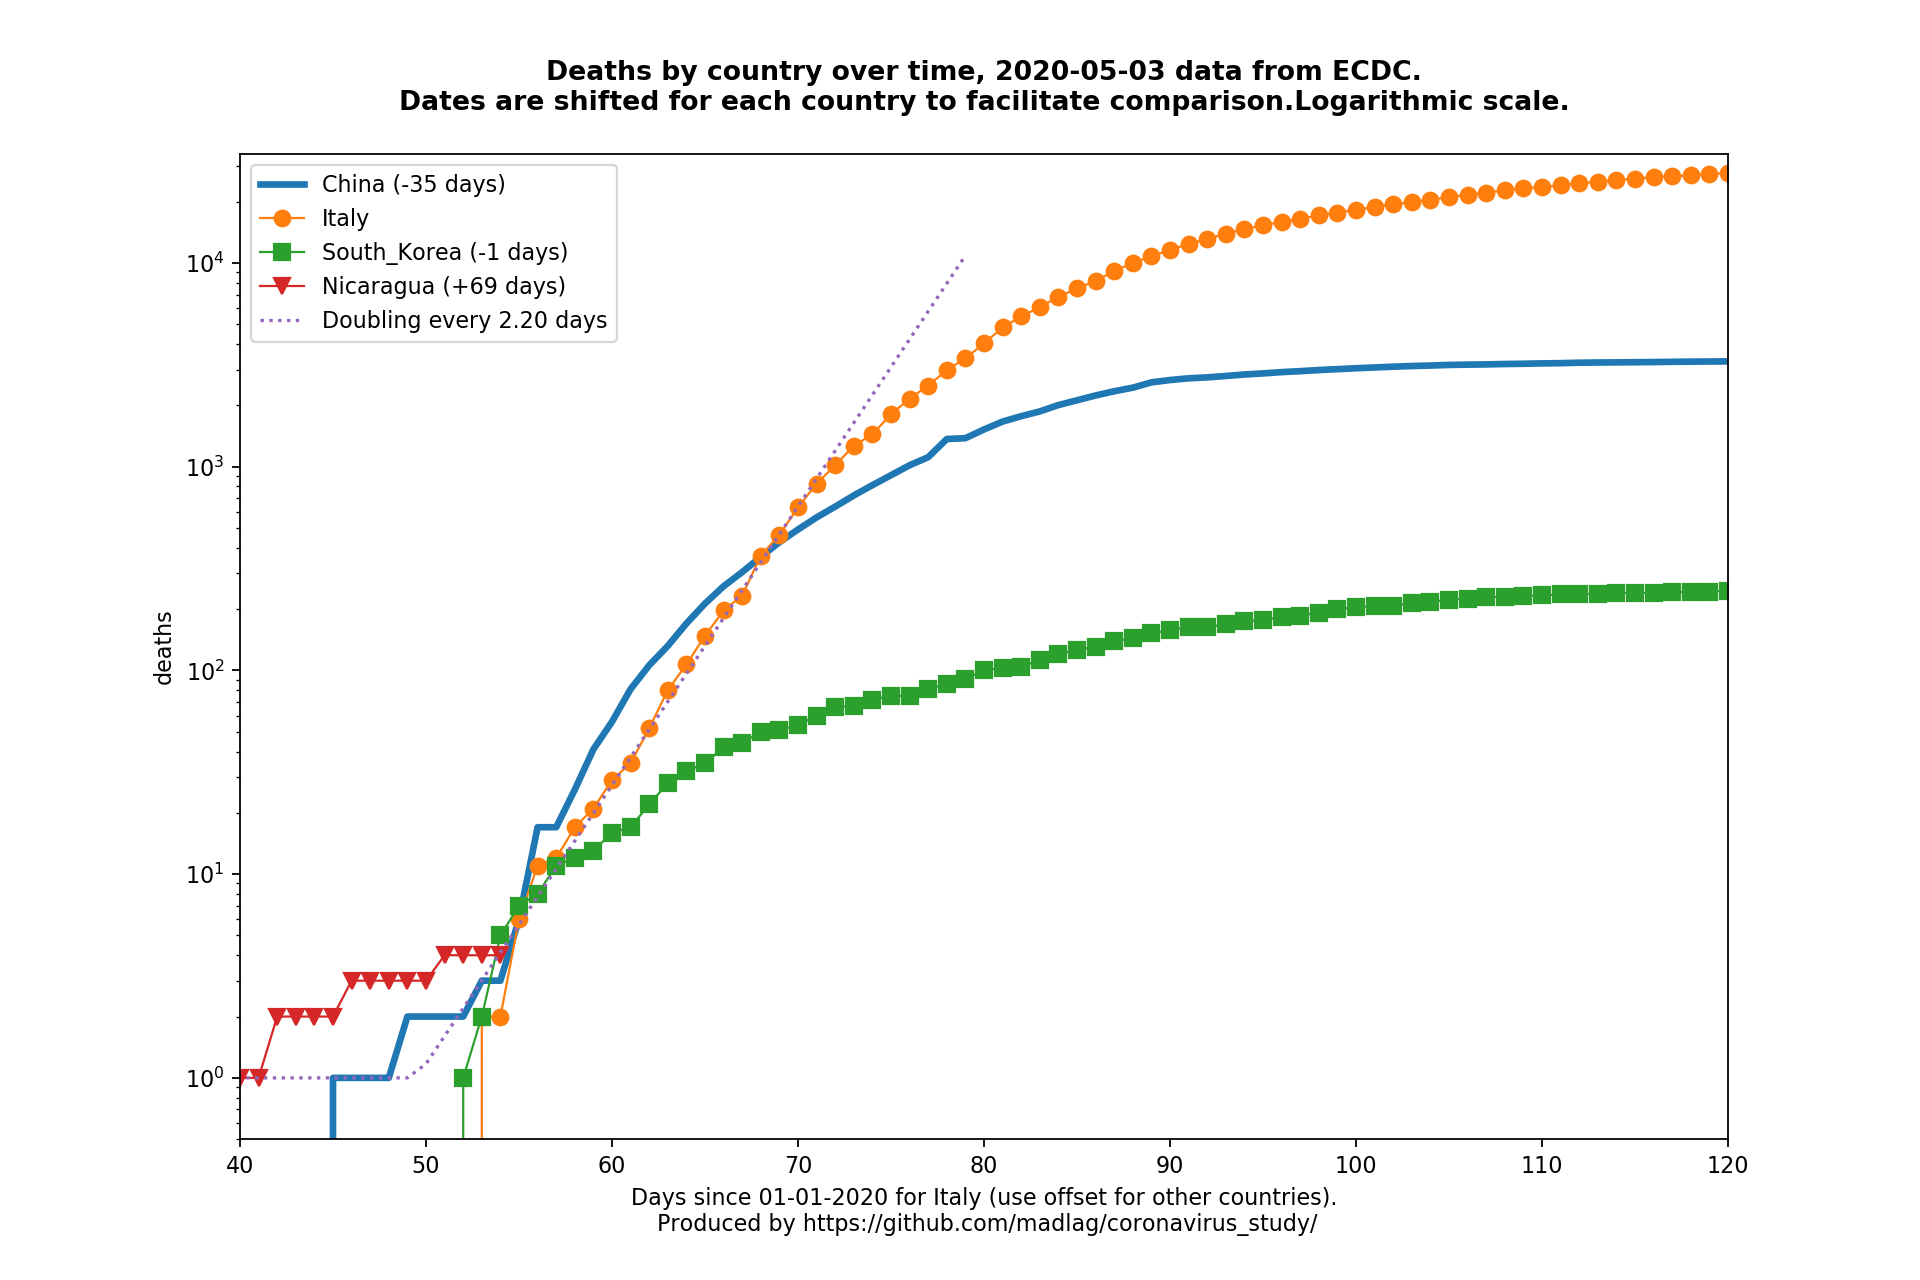 Deaths by country over time, 2020-05-03 data from ECDC.
Dates are shifted for each country to facilitate comparison.Logarithmic scale.
China (-35 days)
Italy
South_Korea (-1 days)
Nicaragua (+69 days)
Doubling every 2.20 days
deaths
10⁴
10³
10²
10¹
10⁰
40 50 60 70 80 90 100 110 120
Days since 01-01-2020 for Italy (use offset for other countries).
Produced by https://github.com/madlag/coronavirus_study/